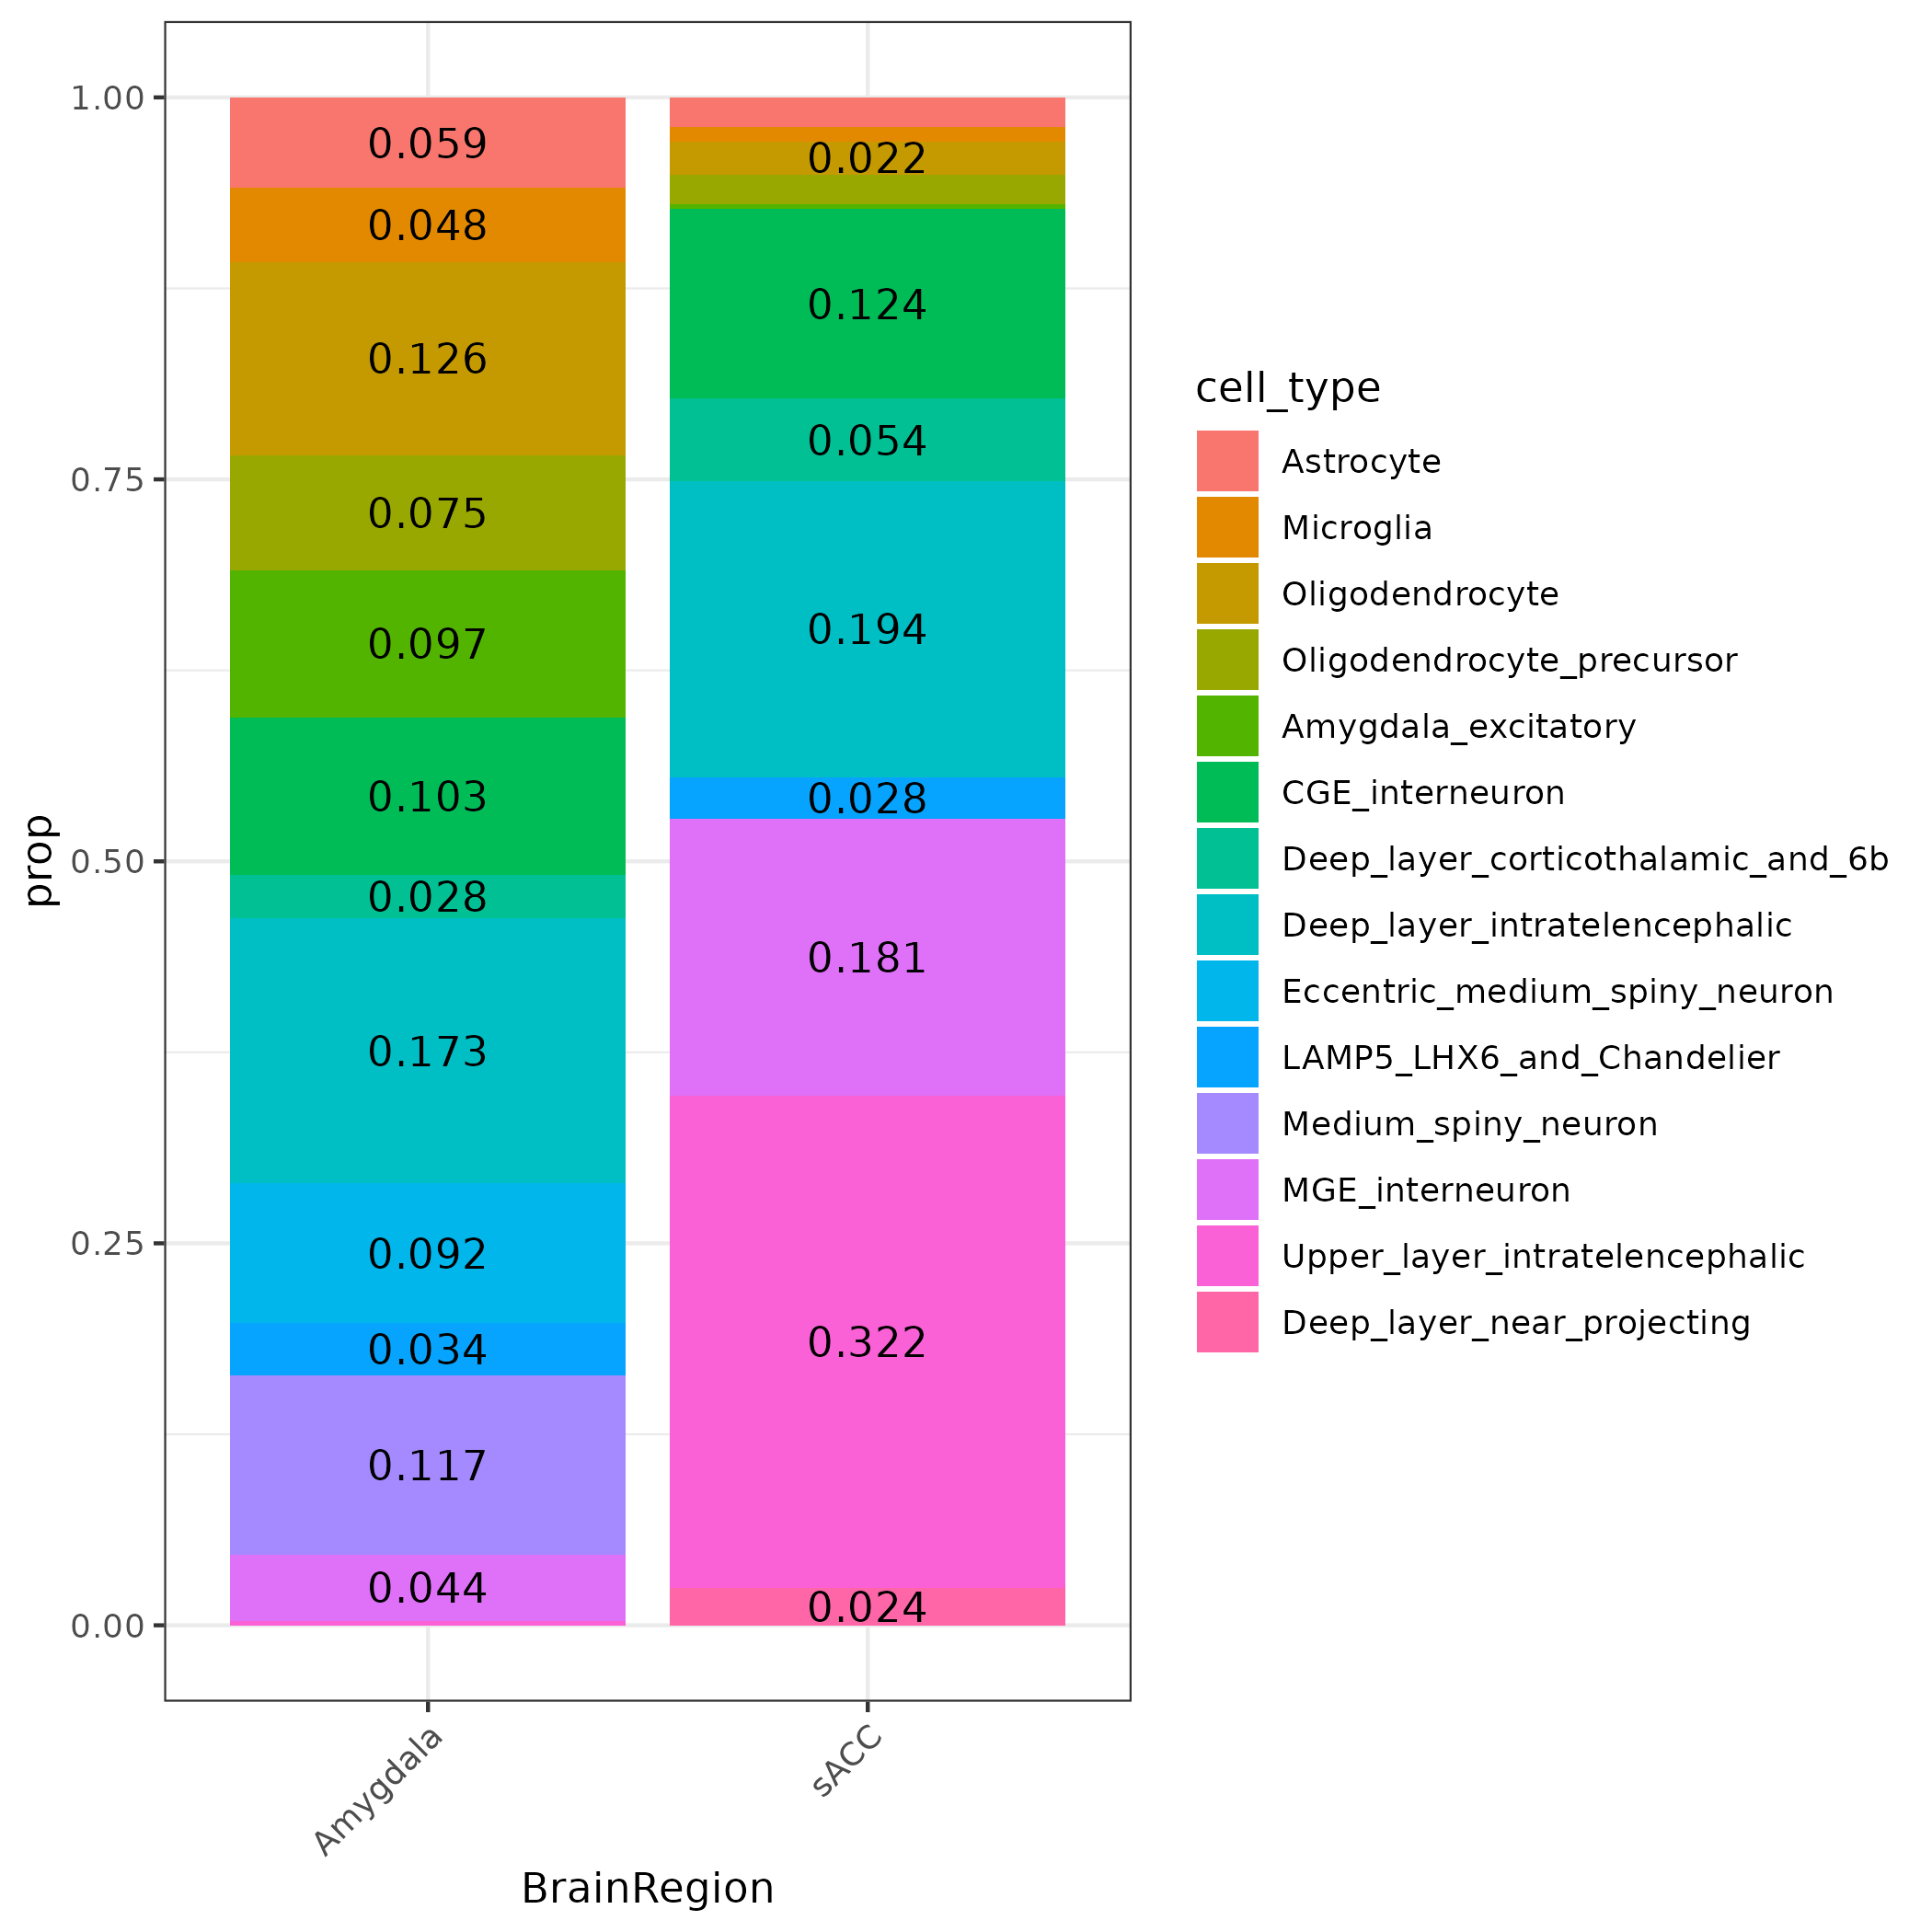 1.00
0.75
0.50
0.25
0.00
prop
0.059
0.048
0.126
0.075
0.097
0.103
0.028
0.173
0.092
0.034
0.117
0.044
0.022
0.124
0.054
0.194
0.028
0.181
0.322
0.024
Amygdala
sACC
BrainRegion
cell_type
Astrocyte
Microglia
Oligodendrocyte
Oligodendrocyte_precursor
Amygdala_excitatory
CGE_interneuron
Deep_layer_corticothalamic_and_6b
Deep_layer_intratelencephalic
Eccentric_medium_spiny_neuron
LAMP5_LHX6_and_Chandelier
Medium_spiny_neuron
MGE_interneuron
Upper_layer_intratelencephalic
Deep_layer_near_projecting